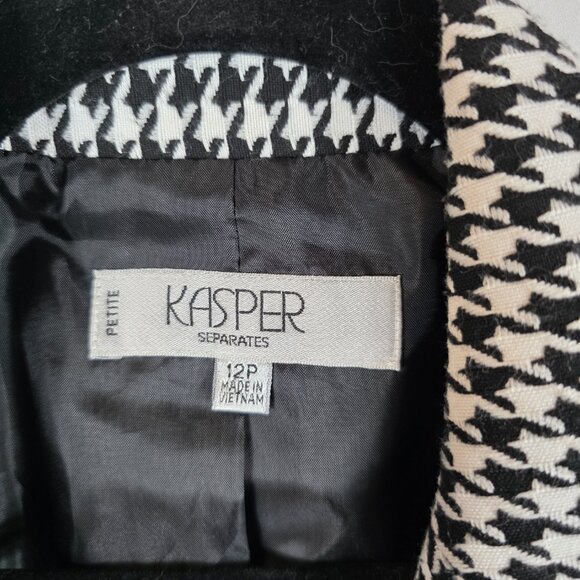 PETITE
KASPER
SEPARATES
12P
MADE IN
VIETNAM